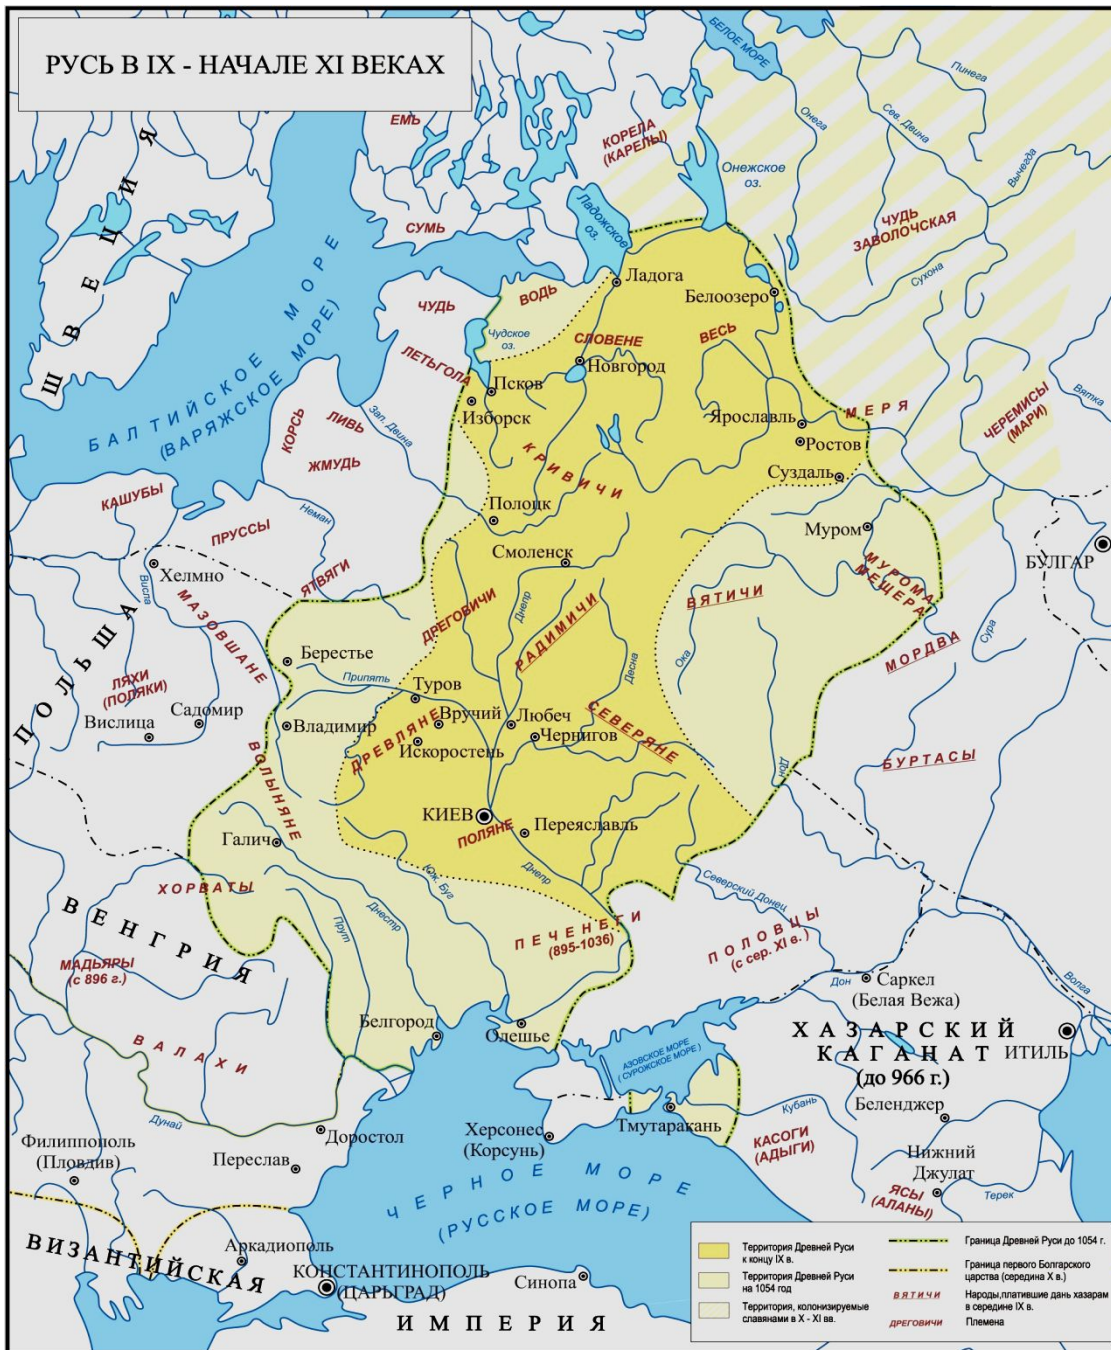 РУСЬ В IX - НАЧАЛЕ XI ВЕКАХ
БЕЛОЕ МОРЕ
Пинега
Сев. Двина
Онега
Вычегда
ЕМЬ
КОРЕЛА
(КАРЕЛЫ)
Онежское
оз.
Ладожское
оз.
ЧУДЬ
ЗАВОЛОЧСКАЯ
Сухона
ШВЕЦИЯ
СУМЬ
Ладога
Белоозеро
ВОДЬ
ЧУДЬ
Чудское
оз.
СЛОВЕНЕ
ВЕСЬ
БАЛТИЙСКОЕ МОРЕ
(ВАРЯЖСКОЕ МОРЕ)
ЛЕТЬГОЛА
Новгород
Псков
Изборск
Вятка
Ярославль
МЕРЯ
ЧЕРЕМИСЫ
(МАРИ)
Ростов
КОРСЬ
ЛИВЬ
Зап. Двина
ЖМУДЬ
КРИВИЧИ
Суздаль
КАШУБЫ
Неман
Полоцк
ПРУССЫ
Муром
Смоленск
БУЛГАР
Хелмно
Висла
ЯТВЯГИ
МУРОМА
МЕЩЕРА
МАЗОВШАНЕ
ДРЕГОВИЧИ
Днепр
РАДИМИЧИ
ВЯТИЧИ
Сура
ПОЛЬША
Ока
МОРДВА
Берестье
Десна
ЛЯХИ
(ПОЛЯКИ)
Припять
Туров
Садомир
Вислица
Владимир
Вручий
Любеч
Чернигов
СЕВЕРЯНЕ
ДРЕВЛЯНЕ
Искоростень
ВОЛЫНЯНЕ
Дон
БУРТАСЫ
КИЕВ
ПОЛЯНЕ
Переяславль
Галич
Юж. Буг
Днепр
Северский Донец
ХОРВАТЫ
ВЕНГРИЯ
Прут
Днестр
ПЕЧЕНЕГИ
(895-1036)
ПОЛОВЦЫ
(с сер. XI в. )
МАДЬЯРЫ
(с 896 г.)
Дон
Саркел
(Белая Вежа)
Волга
Белгород
Олешье
ВАЛАХИ
ХАЗАРСКИЙ
КАГАНАТ
(до 966 г.)
ИТИЛЬ
АЗОВСКОЕ МОРЕ
(СУРОЖСКОЕ МОРЕ)
Дунай
Кубань
Беленджер
Филиппополь
(Пловдив)
Доростол
Херсонес
(Корсунь)
Тмутаракань
КАСОГИ
(АДЫГИ)
Нижний
Джулат
Переслав
ЧЕРНОЕ МОРЕ
(РУССКОЕ МОРЕ)
ЯСЫ
(АЛАНЫ)
Терек
ВИЗАНТИЙСКАЯ
Аркадиополь
КОНСТАНТИНОПОЛЬ
(ЦАРЬГРАД)
Синопа
ИМПЕРИЯ
Территория Древней Руси
к концу IX в.
Территория Древней Руси
на 1054 год
Территория, колонизируемые
славянами в X - XI вв.
Граница Древней Руси до 1054 г.
Граница первого Болгарского
царства (середина X в.)
ВЯТИЧИ
Народы,платившие дань хазарам
в середине IX в.
ДРЕГОВИЧИ
Племена